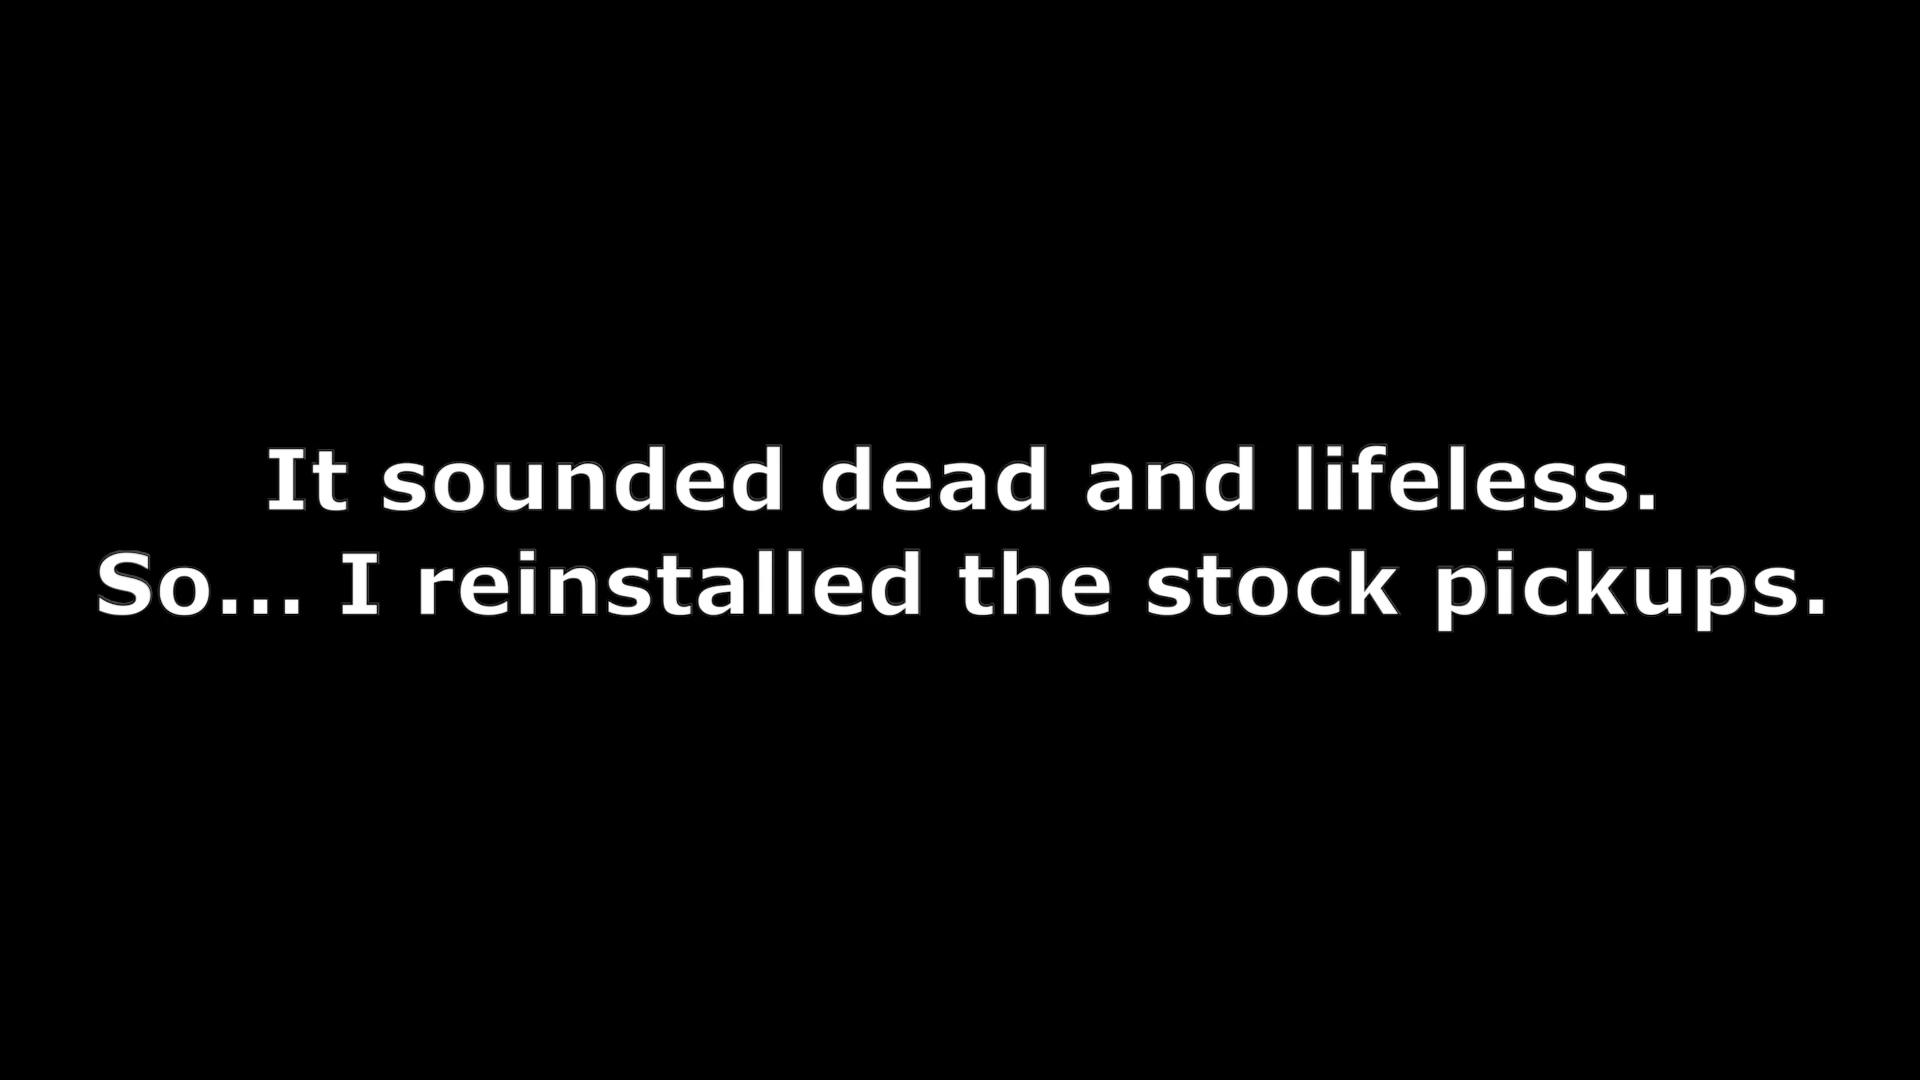 It sounded dead and lifeless.
So... I reinstalled the stock pickups.